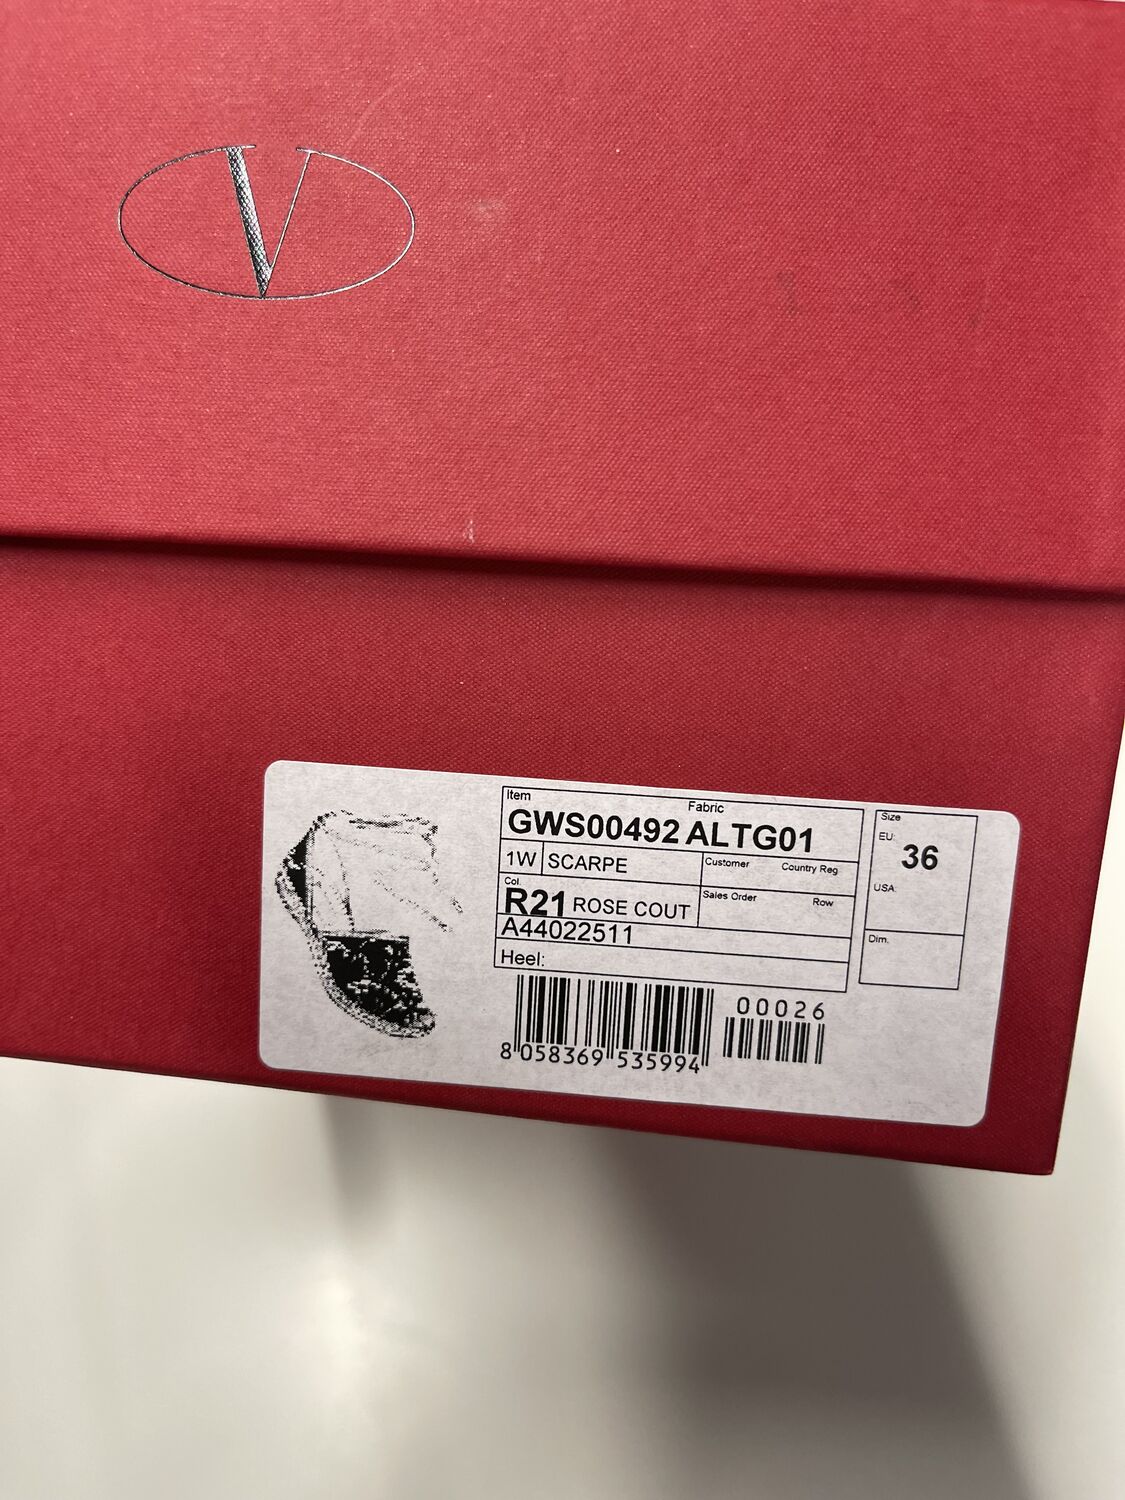 V
Item Fabric
GWS00492 ALTG01
1W SCARPE
Customer Country Reg
Col.
R21 ROSE COUT
Sales Order Row
A44022511
Heel:
Size
EU: 36
USA
Dim.
00026
8 058369 535994